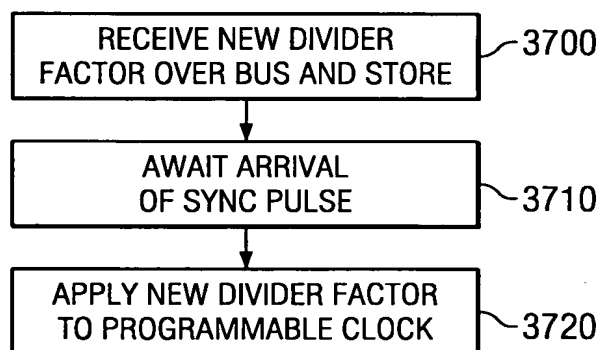 RECEIVE NEW DIVIDER
FACTOR OVER BUS AND STORE
3700
AWAIT ARRIVAL
OF SYNC PULSE
3710
APPLY NEW DIVIDER FACTOR
TO PROGRAMMABLE CLOCK
3720